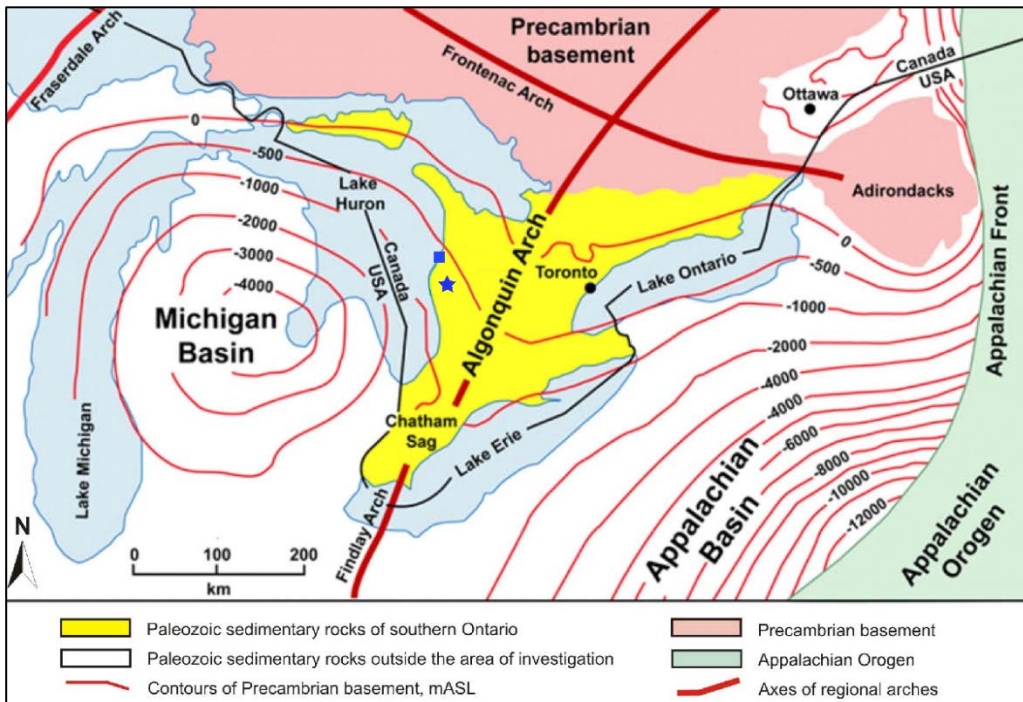 Fraserdale Arch
Precambrian
basement
Frontenac Arch
Canada
USA
Ottawa
Adirondacks
Appalachian Front
0
-500
-1000
-2000
-3000
-4000
Lake
Huron
Canada
USA
Michigan
Basin
Lake Michigan
Algonquin Arch
Toronto
Lake Ontario
0
-500
-1000
-2000
-4000
-4000
-6000
-8000
-10000
-12000
Chatham
Sag
Lake Erie
Findlay Arch
Appalachian
Basin
Appalachian
Orogen
N
0 100 200
km
Paleozoic sedimentary rocks of southern Ontario
Paleozoic sedimentary rocks outside the area of investigation
Contours of Precambrian basement, mASL
Precambrian basement
Appalachian Orogen
Axes of regional arches